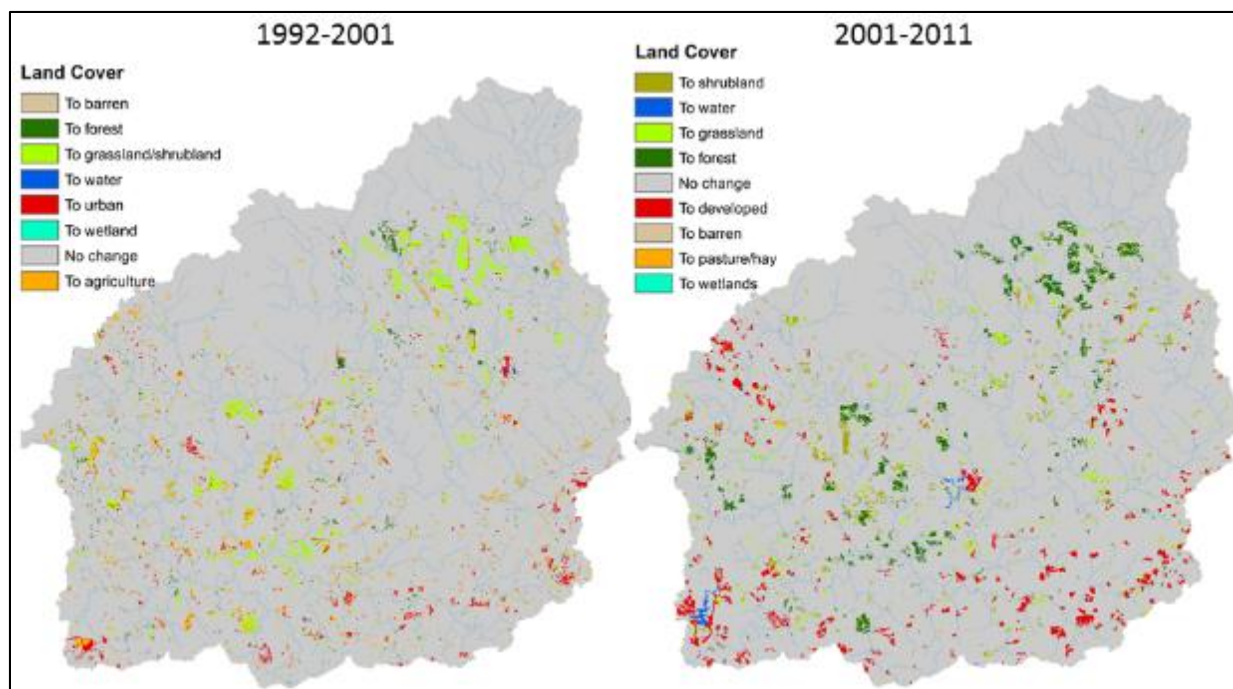 1992-2001
Land Cover
To barren
To forest
To grassland/shrubland
To water
To urban
To wetland
No change
To agriculture
2001-2011
Land Cover
To shrubland
To water
To grassland
To forest
No change
To developed
To barren
To pasture/hay
To wetlands